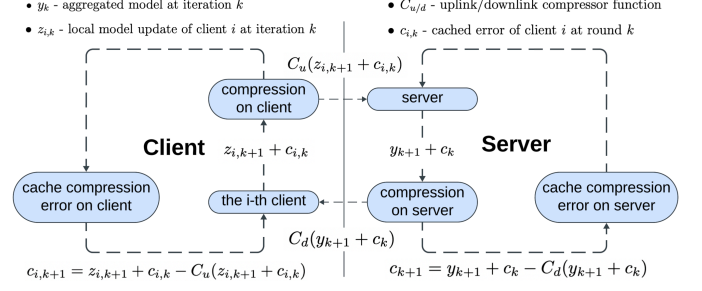 • y_k - aggregated model at iteration k
• z_{i,k} - local model update of client i at iteration k
• C_{u/d} - uplink/downlink compressor function
• c_{i,k} - cached error of client i at round k
C_u(z_{i,k+1} + c_{i,k})
compression
on client
server
Client
z_{i,k+1} + c_{i,k}
y_{k+1} + c_k
Server
cache compression
error on client
the i-th client
compression
on server
cache compression
error on server
C_d(y_{k+1} + c_k)
c_{i,k+1} = z_{i,k+1} + c_{i,k} − C_u(z_{i,k+1} + c_{i,k})
c_{k+1} = y_{k+1} + c_k − C_d(y_{k+1} + c_k)